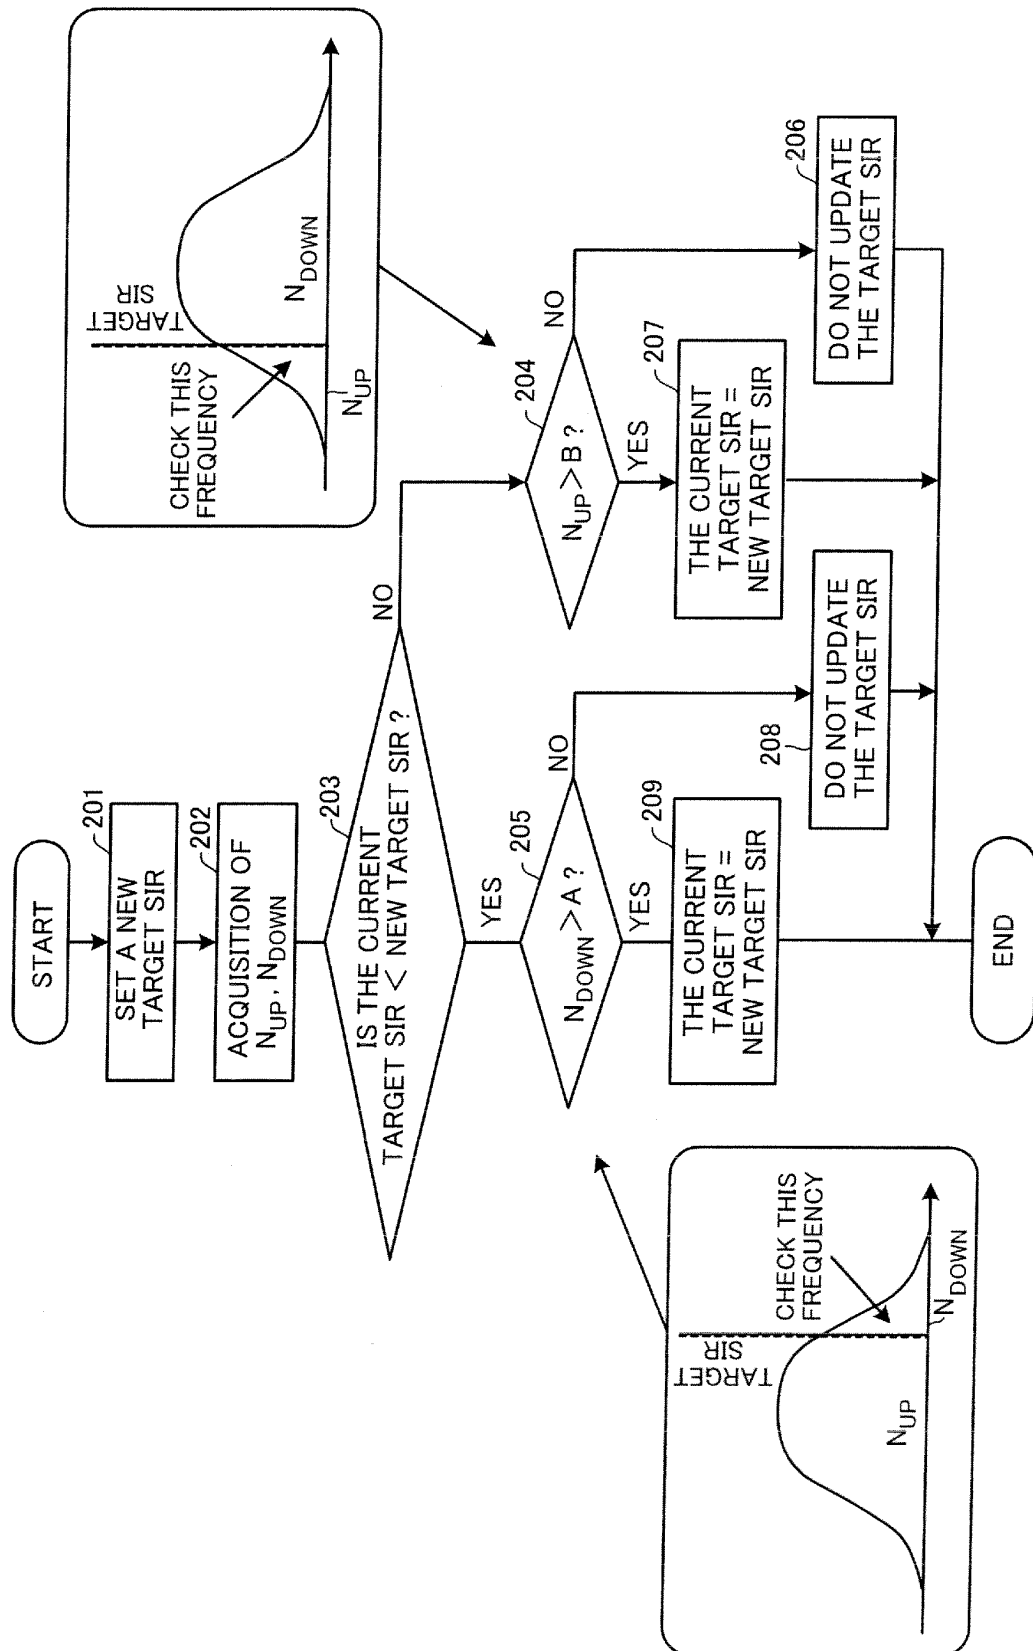 START
201
SET A NEW
TARGET SIR
202
ACQUISITION OF
N_UP, N_DOWN
203
IS THE CURRENT
TARGET SIR < NEW TARGET SIR ?
YES
NO
205
N_DOWN > A ?
YES
NO
209
THE CURRENT
TARGET SIR =
NEW TARGET SIR
208
DO NOT UPDATE
THE TARGET SIR
204
N_UP > B ?
YES
NO
207
THE CURRENT
TARGET SIR =
NEW TARGET SIR
206
DO NOT UPDATE
THE TARGET SIR
END
TARGET
SIR
CHECK THIS
FREQUENCY
N_UP
N_DOWN
TARGET
SIR
CHECK THIS
FREQUENCY
N_UP
N_DOWN